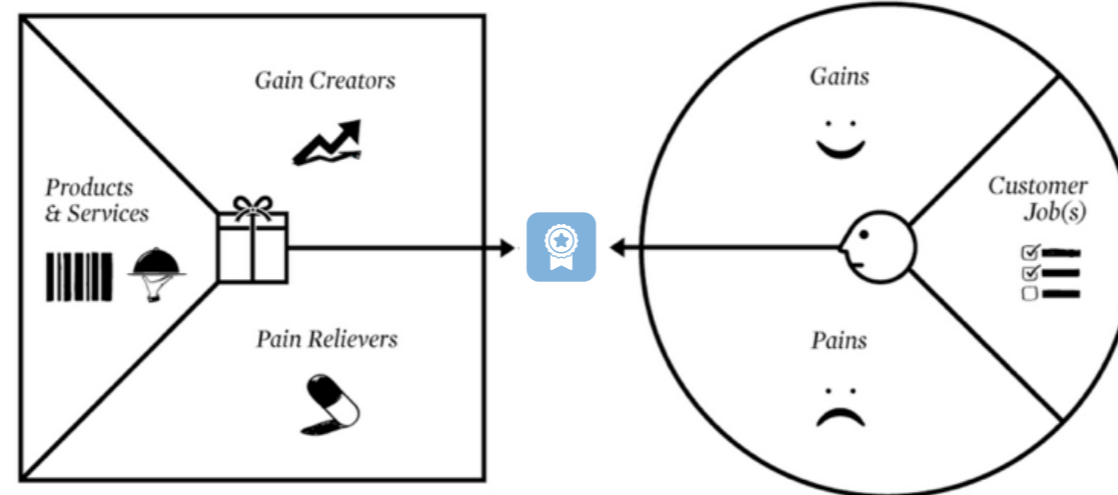 Gain Creators
Products
& Services
Pain Relievers
Gains
Customer
Job(s)
Pains